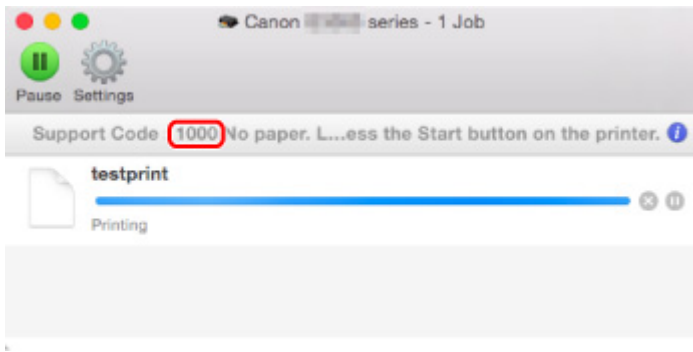 Canon series - 1 Job
Pause Settings
Support Code 1000 No paper. L...ess the Start button on the printer.
testprint
Printing